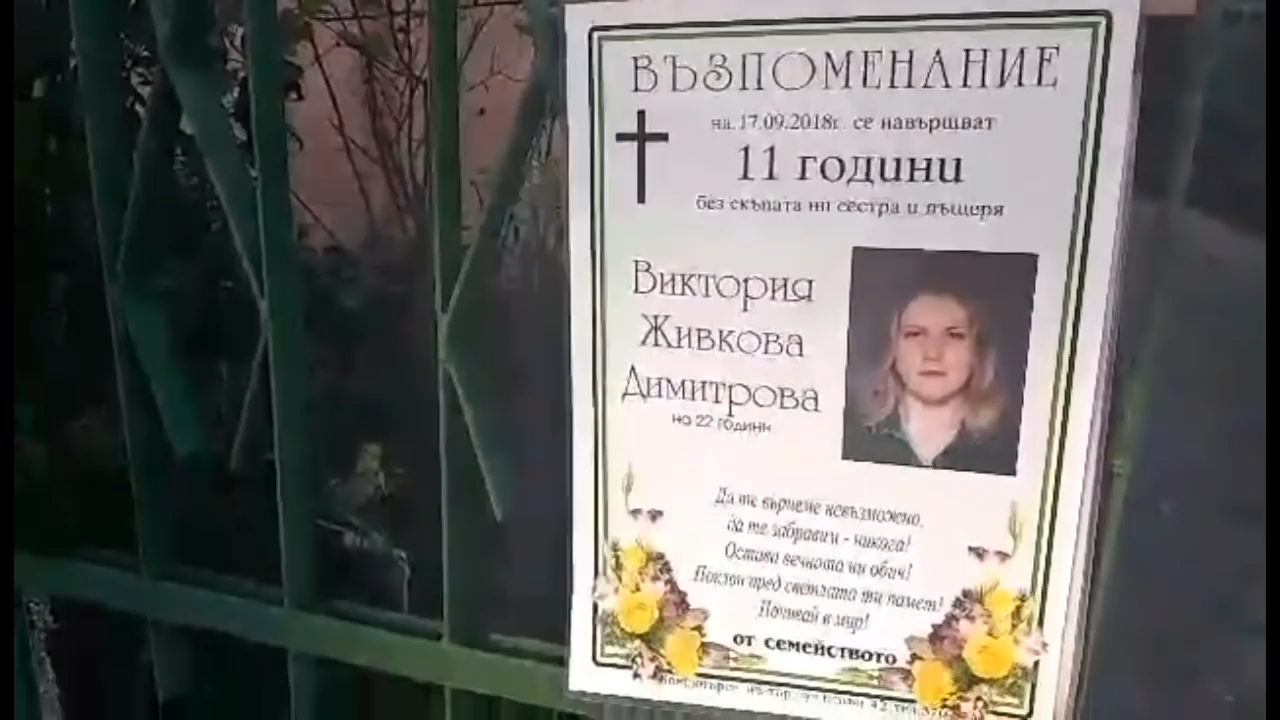 ВЪЗПОМЕНАНИЕ
на 17.09.2018г. се навършват
11 години
без скъпата ни сестра и дъщеря
Виктория
Живкова
Димитрова
на 22 години
Да те върнеме невъзможно,
да те забравим - никога!
Остава вечната ни обич!
Поклон пред светлата ти памет!
Почивай в мир!
от семейството